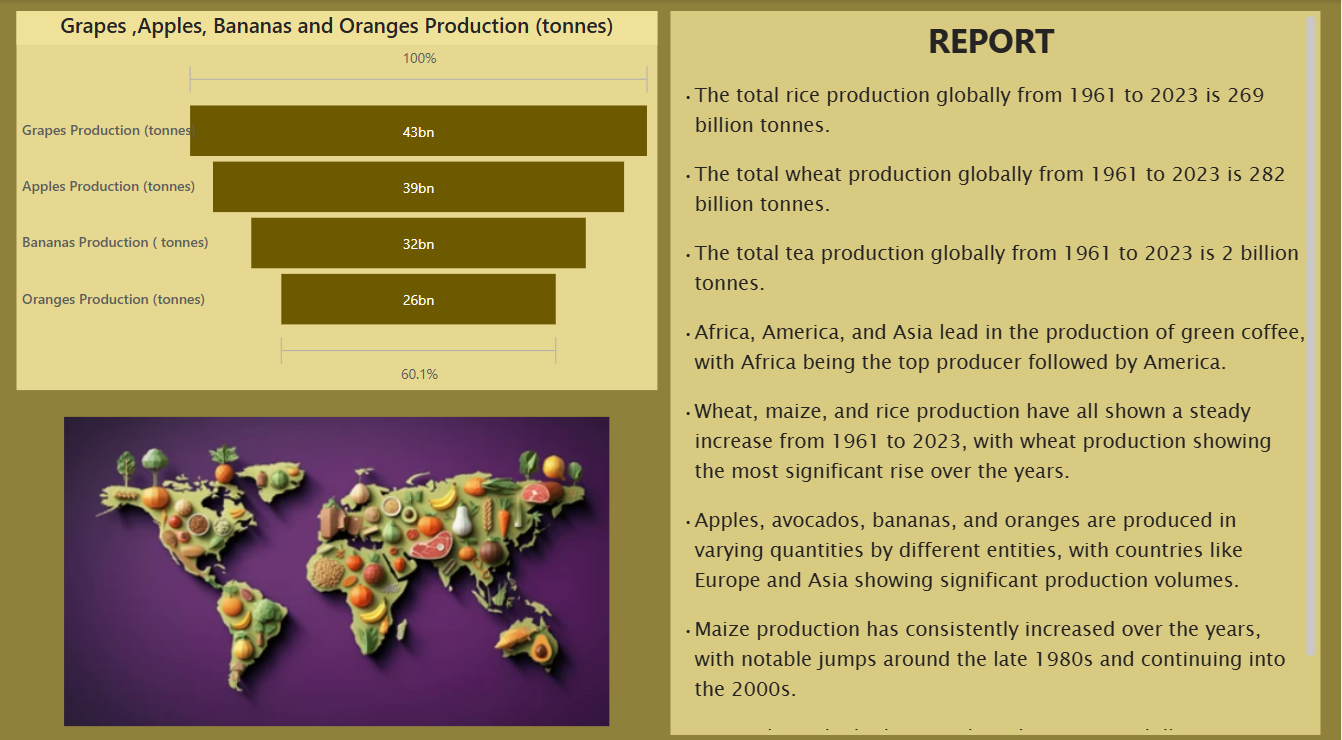 Grapes ,Apples, Bananas and Oranges Production (tonnes)
100%
Grapes Production (tonnes
43bn
Apples Production (tonnes)
39bn
Bananas Production ( tonnes)
32bn
Oranges Production (tonnes)
26bn
60.1%
REPORT
· The total rice production globally from 1961 to 2023 is 269
billion tonnes.
· The total wheat production globally from 1961 to 2023 is 282
billion tonnes.
· The total tea production globally from 1961 to 2023 is 2 billion
tonnes.
· Africa, America, and Asia lead in the production of green coffee,
with Africa being the top producer followed by America.
· Wheat, maize, and rice production have all shown a steady
increase from 1961 to 2023, with wheat production showing
the most significant rise over the years.
· Apples, avocados, bananas, and oranges are produced in
varying quantities by different entities, with countries like
Europe and Asia showing significant production volumes.
· Maize production has consistently increased over the years,
with notable jumps around the late 1980s and continuing into
the 2000s.